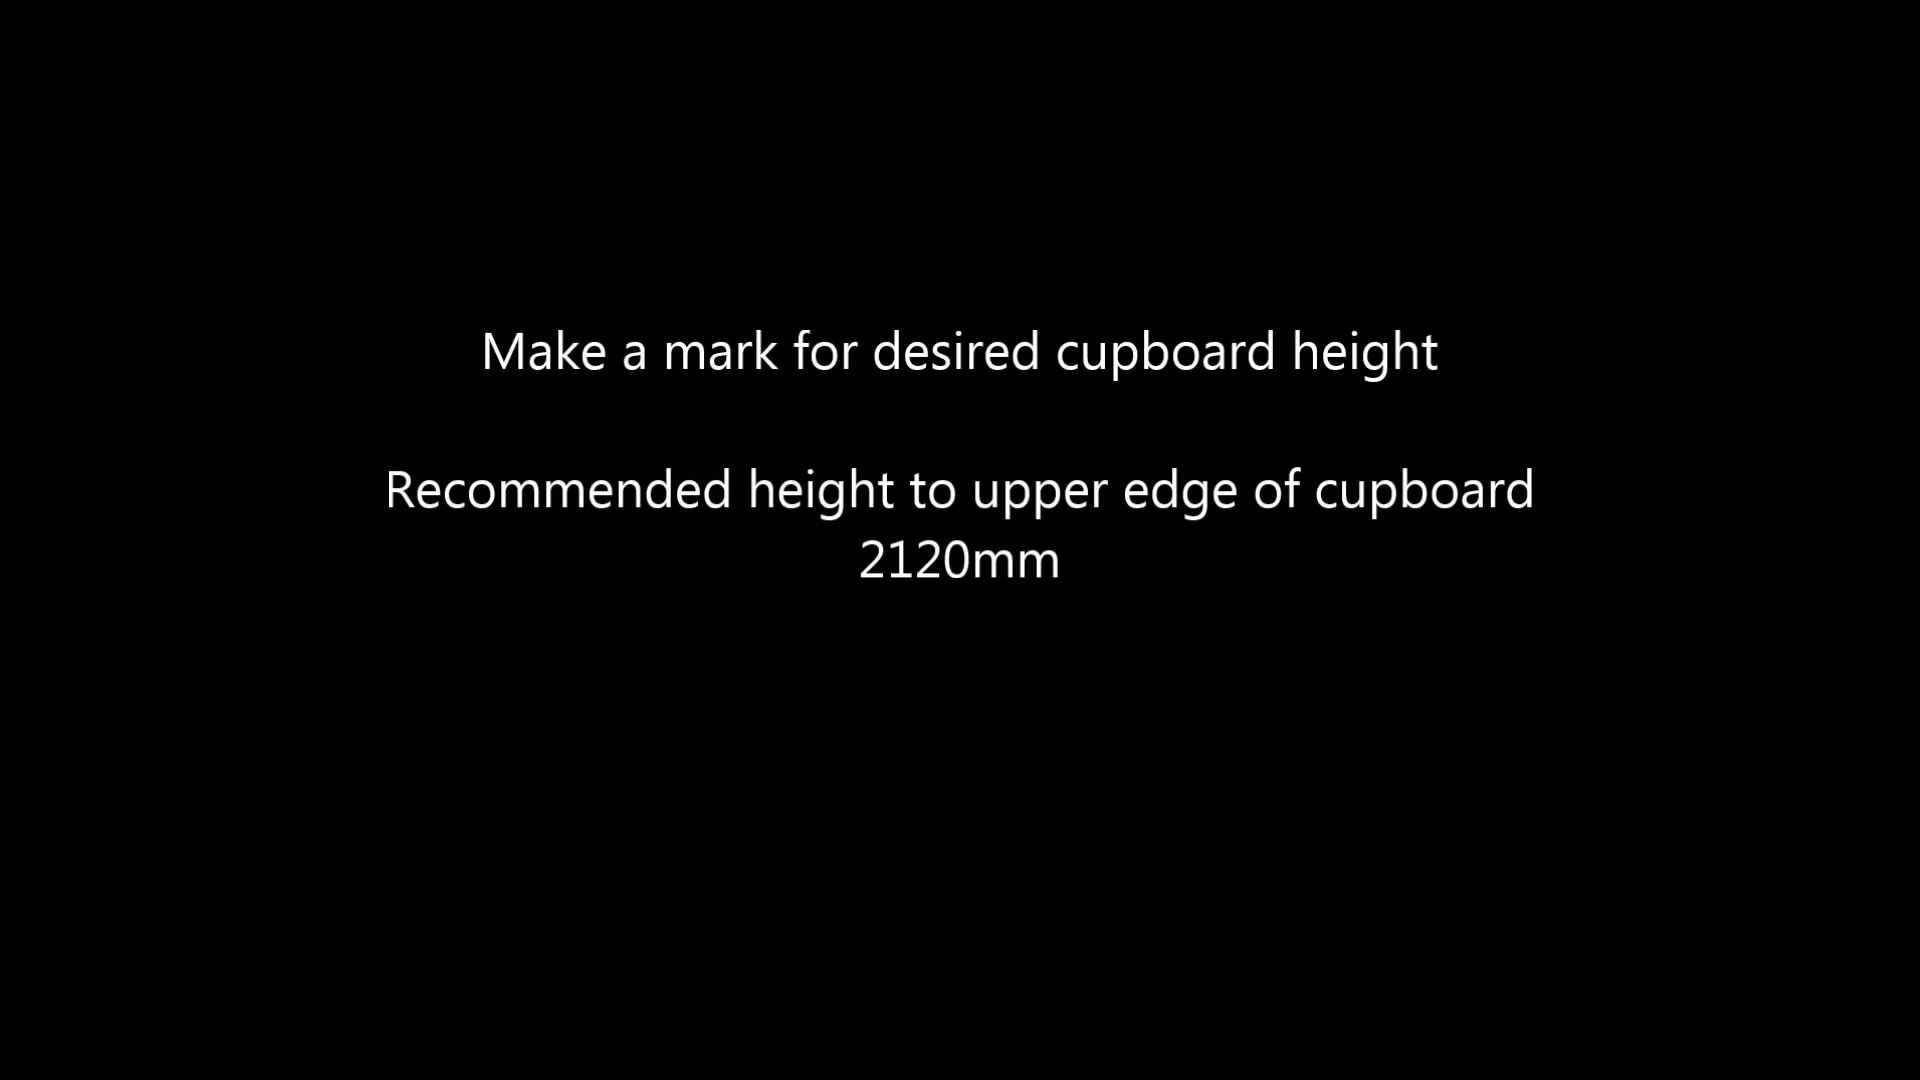 Make a mark for desired cupboard height
Recommended height to upper edge of cupboard
2120mm